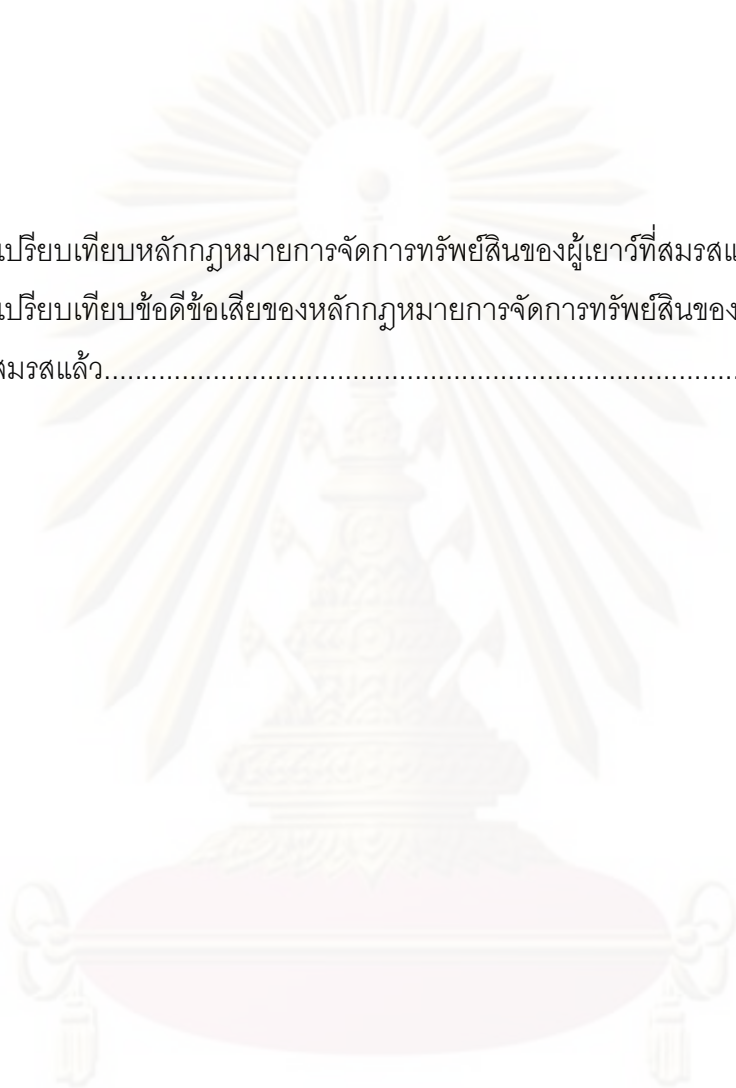 เปรียบเทียบหลักกฎหมายการจัดการทรัพย์สินของผู้เยาว์ที่สมรส
เปรียบเทียบข้อดีข้อเสียของหลักกฎหมายการจัดการทรัพย์สินของ
สมรสแล้ว....................................................................................